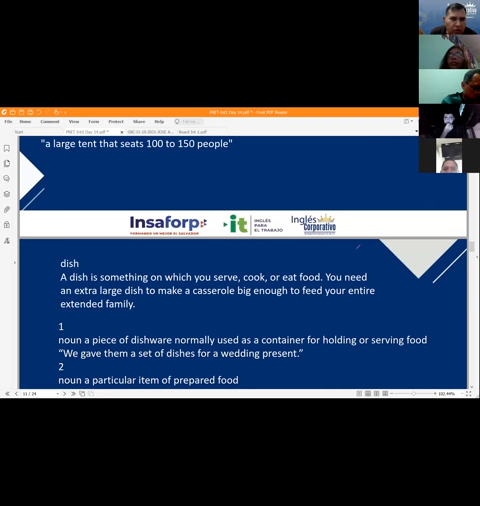 File Home Comment View Form Protect Share Help
Start
"a large tent that seats 100 to 150 people"
Insaforp
FORMANDO UN MEJOR EL SALVADOR
it
INGLÉS
PARA
EL TRABAJO
Inglés
Corporativo
dish
A dish is something on which you serve, cook, or eat food. You need
an extra large dish to make a casserole big enough to feed your entire
extended family.
1
noun a piece of dishware normally used as a container for holding or serving food
“We gave them a set of dishes for a wedding present.”
2
noun a particular item of prepared food
11 / 24
102.44%